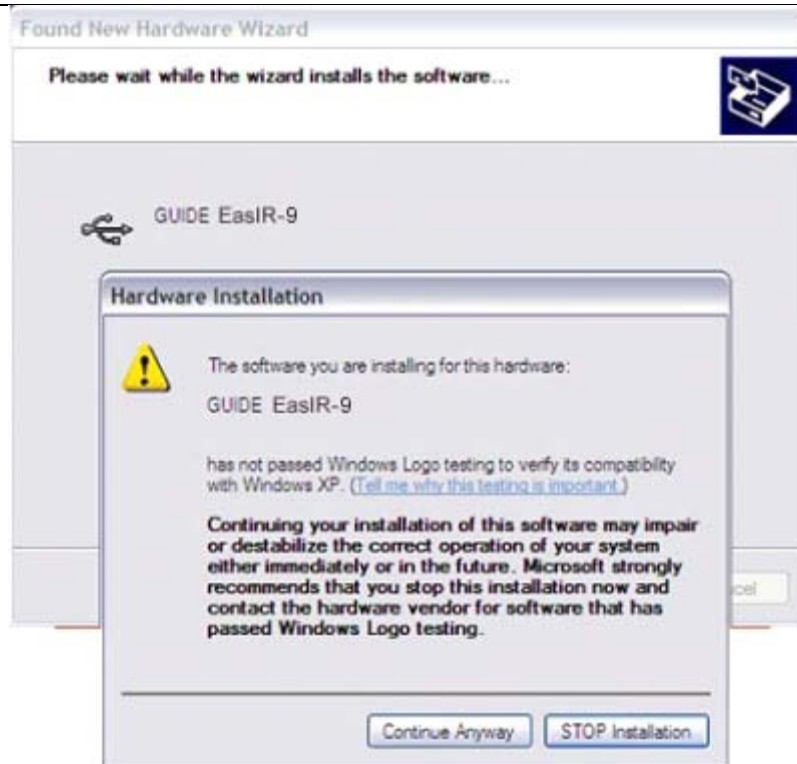 Found New Hardware Wizard
Please wait while the wizard installs the software...
GUIDE EasIR-9
Hardware Installation
The software you are installing for this hardware:
GUIDE EasIR-9
has not passed Windows Logo testing to verify its compatibility
with Windows XP. (Tell me why this testing is important.)
Continuing your installation of this software may impair
or destabilize the correct operation of your system
either immediately or in the future. Microsoft strongly
recommends that you stop this installation now and
contact the hardware vendor for software that has
passed Windows Logo testing.
Continue Anyway
STOP Installation